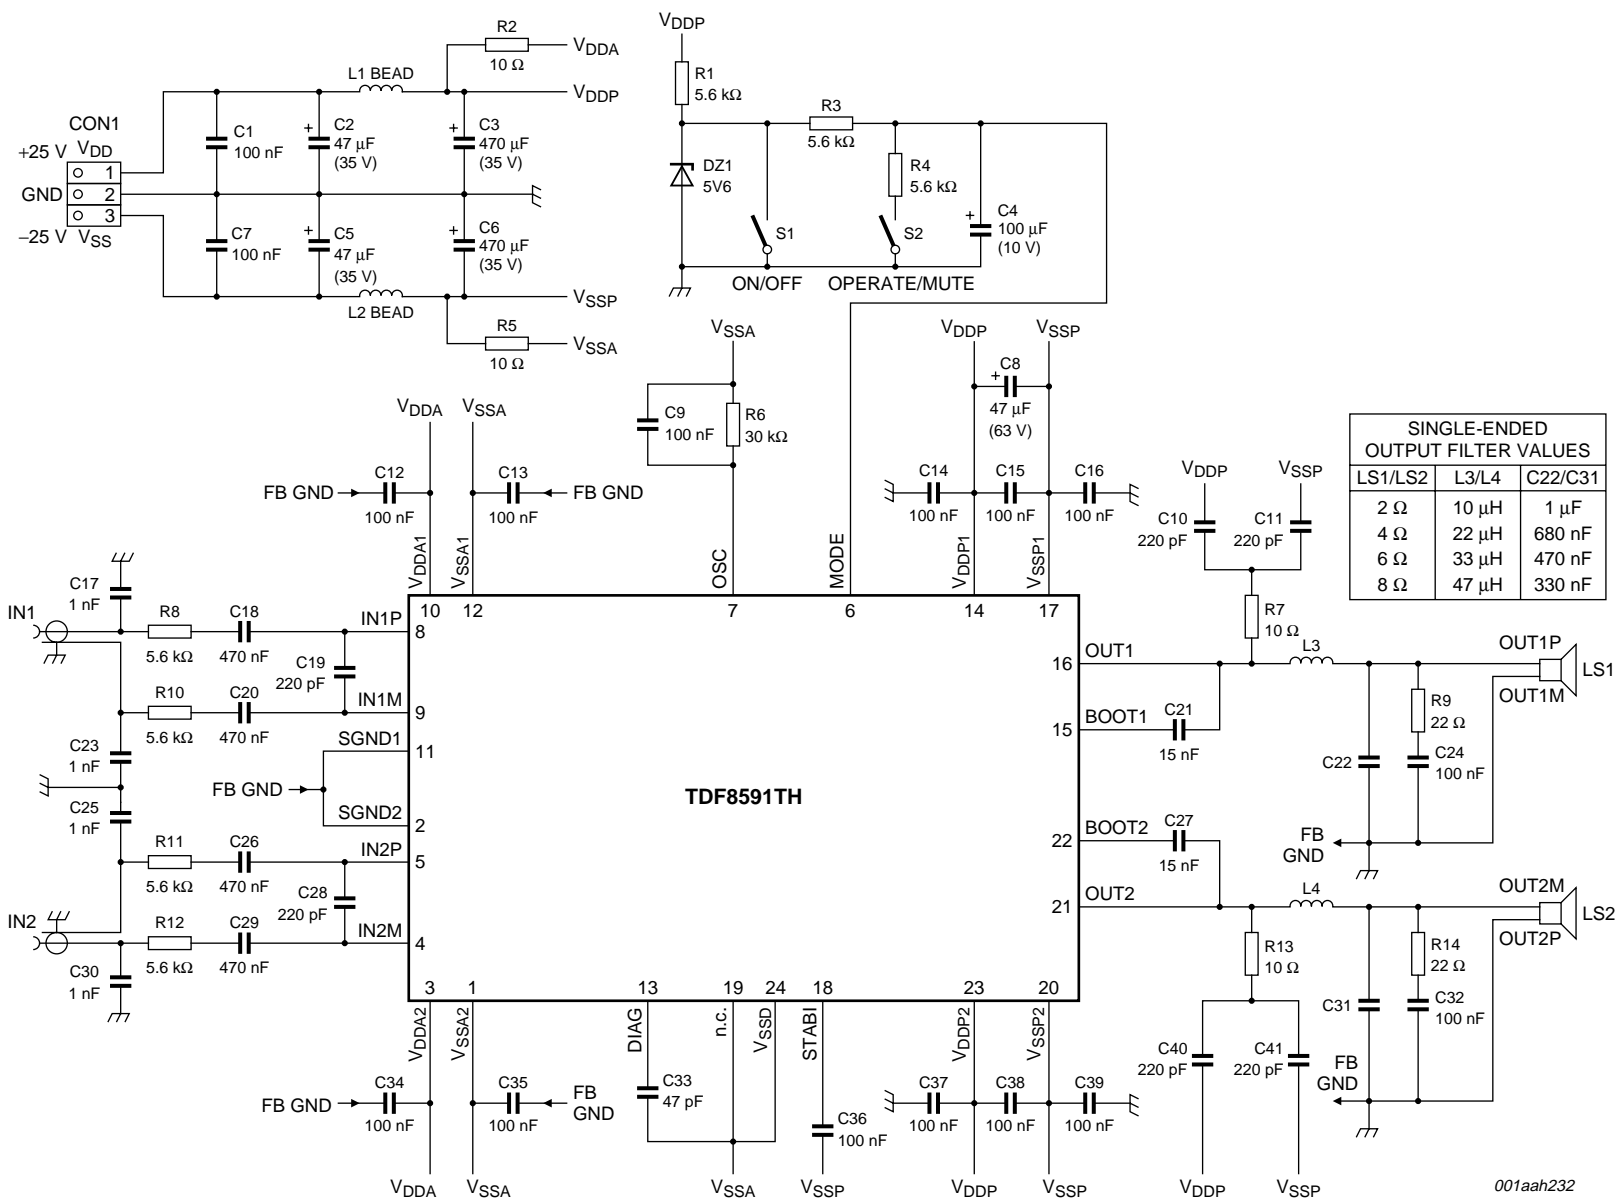 R2
10 Ω
VDDA
L1 BEAD
VDDP
CON1
VDD
+25 V
GND
−25 V
VSS
1
2
3
C1
100 nF
C2
47 μF
(35 V)
+
C3
470 μF
(35 V)
+
C7
100 nF
C5
47 μF
(35 V)
+
C6
470 μF
(35 V)
+
L2 BEAD
VSSP
R5
10 Ω
VSSA
VDDP
R1
5.6 kΩ
R3
5.6 kΩ
DZ1
5V6
R4
5.6 kΩ
S1
S2
C4
100 μF
(10 V)
+
ON/OFF
OPERATE/MUTE
VSSA
C9
100 nF
R6
30 kΩ
VDDP
VSSP
C8
+
47 μF
(63 V)
C14
100 nF
C15
100 nF
C16
100 nF
VDDA
VSSA
FB GND
C12
100 nF
C13
100 nF
FB GND
VDDP
VSSP
C10
220 pF
C11
220 pF
R7
10 Ω
SINGLE-ENDED
OUTPUT FILTER VALUES
LS1/LS2 L3/L4 C22/C31
2 Ω 10 μH 1 μF
4 Ω 22 μH 680 nF
6 Ω 33 μH 470 nF
8 Ω 47 μH 330 nF
VDDA1
VSSA1
OSC
MODE
VDDP1
VSSP1
10
12
7
6
14
17
C17
1 nF
IN1
R8
5.6 kΩ
C18
470 nF
IN1P
8
C19
220 pF
R10
5.6 kΩ
C20
470 nF
IN1M
9
C23
1 nF
SGND1
11
FB GND
SGND2
2
C25
1 nF
R11
5.6 kΩ
C26
470 nF
IN2P
5
C28
220 pF
IN2
R12
5.6 kΩ
C29
470 nF
IN2M
4
C30
1 nF
TDF8591TH
16
OUT1
L3
OUT1P
LS1
OUT1M
15
BOOT1
C21
15 nF
C22
R9
22 Ω
C24
100 nF
FB
GND
22
BOOT2
C27
15 nF
21
OUT2
L4
OUT2M
LS2
OUT2P
R13
10 Ω
C31
R14
22 Ω
C32
100 nF
FB
GND
C40
220 pF
C41
220 pF
VDDP
VSSP
3
1
13
19
24
18
23
20
VDDA2
VSSA2
DIAG
n.c.
VSSD
STABI
VDDP2
VSSP2
FB GND
C34
100 nF
C35
100 nF
FB
GND
C33
47 pF
C36
100 nF
C37
100 nF
C38
100 nF
C39
100 nF
VDDA
VSSA
VSSA
VSSP
VDDP
VSSP
001aah232